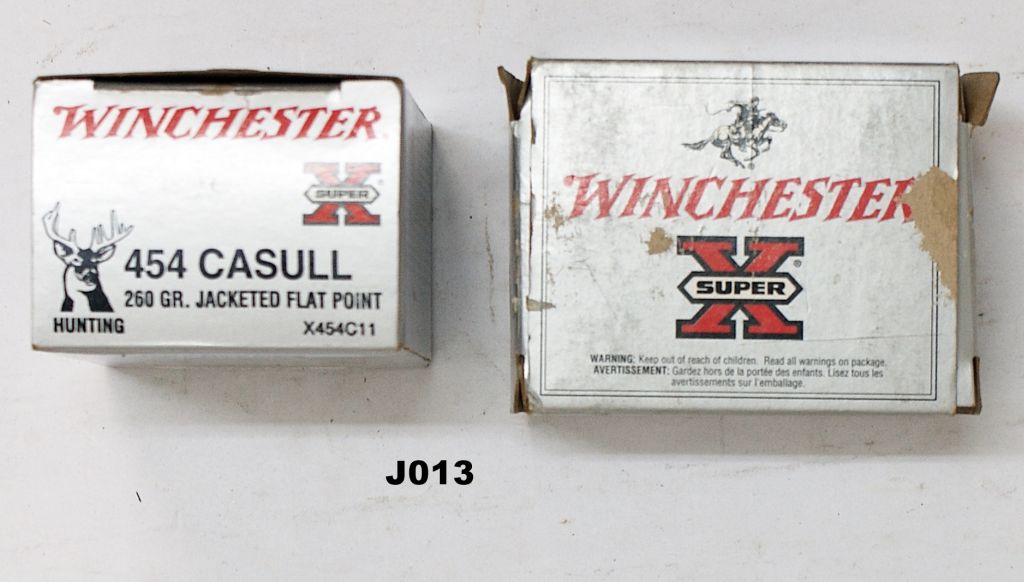 WINCHESTER
SUPER X
454 CASULL
260 GR. JACKETED FLAT POINT
HUNTING
X454C11
WINCHESTER
SUPER X®
WARNING: Keep out of reach of children. Read all warnings on package.
AVERTISSEMENT: Gardez hors de la portée des enfants. Lisez tous les
avertissements sur l'emballage.
J013